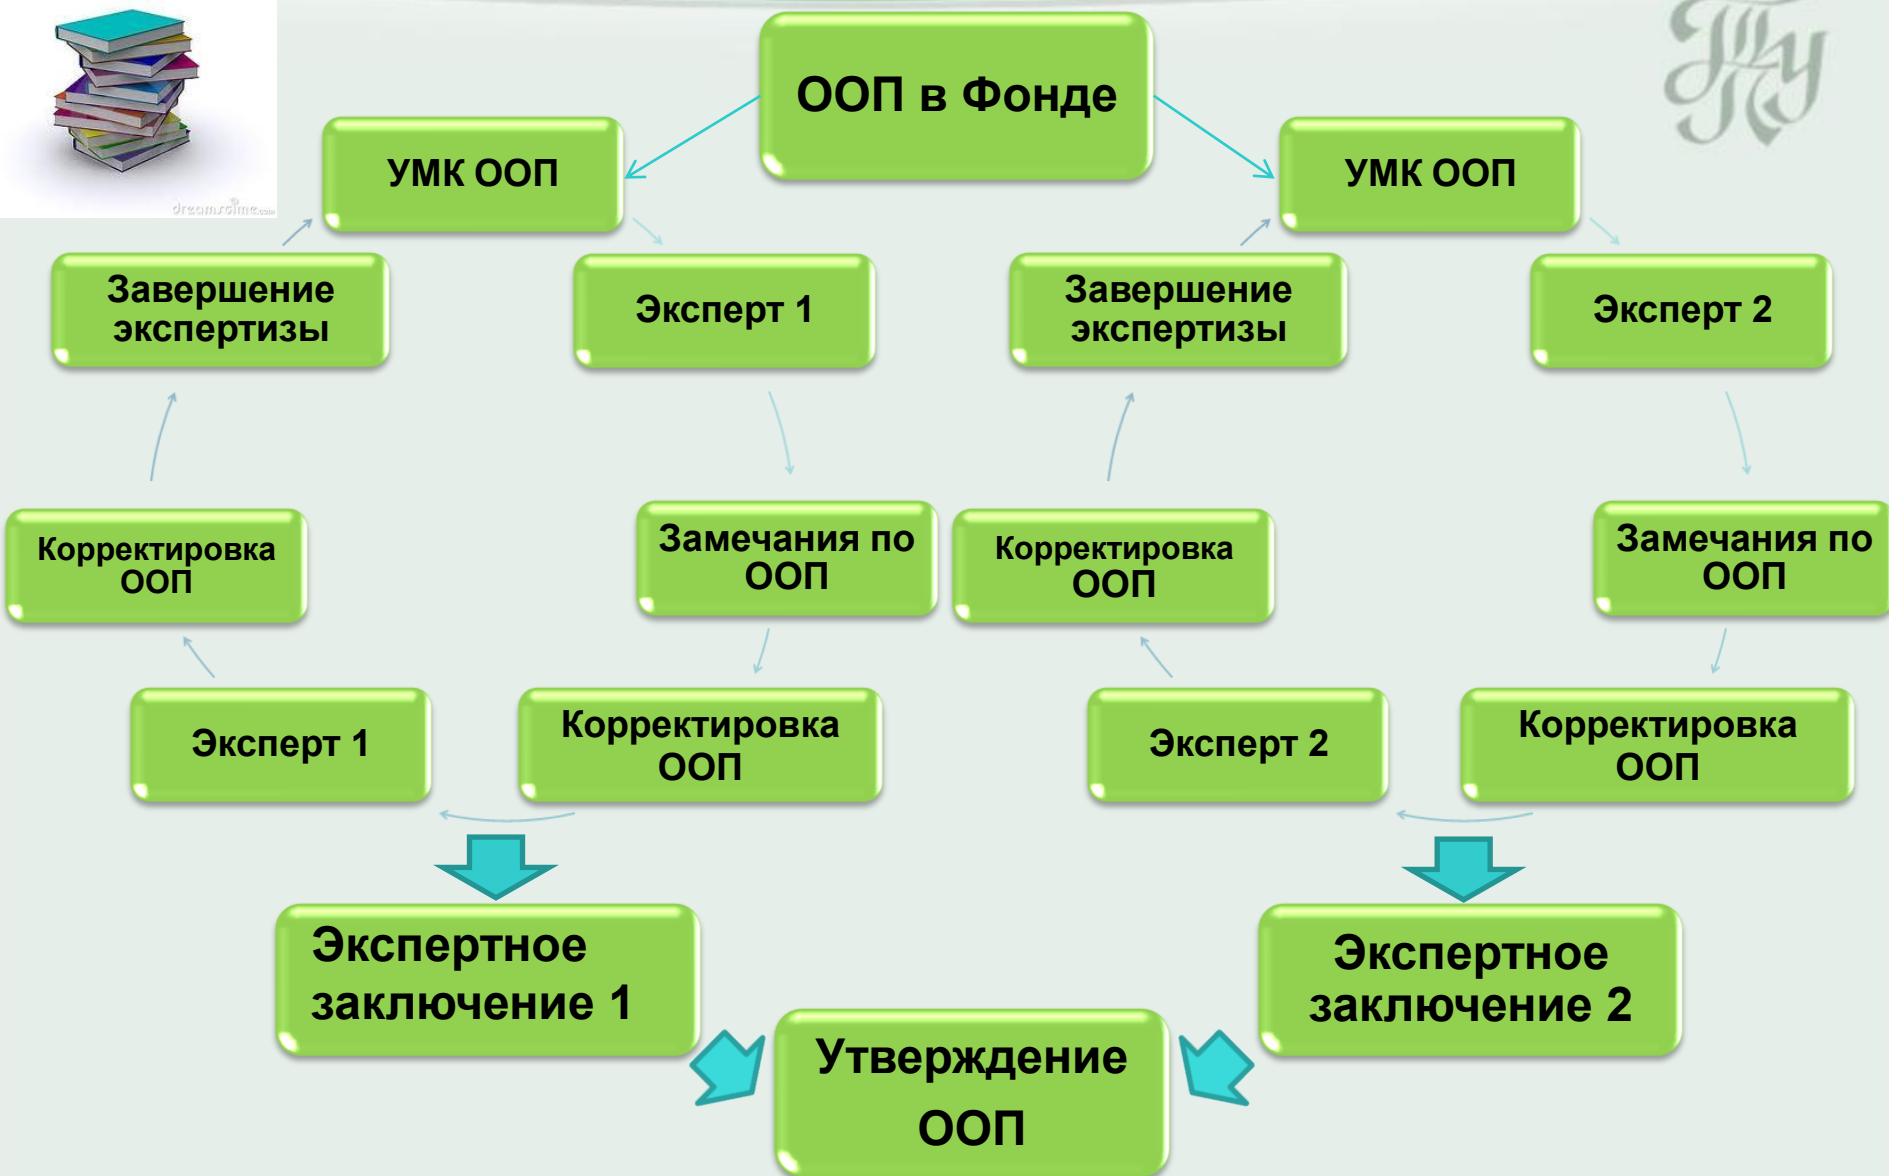 ООП в Фонде
УМК ООП
УМК ООП
dreamstime.com
Завершение
экспертизы
Эксперт 1
Завершение
экспертизы
Эксперт 2
Корректировка
ООП
Замечания по
ООП
Корректировка
ООП
Замечания по
ООП
Эксперт 1
Корректировка
ООП
Эксперт 2
Корректировка
ООП
Экспертное
заключение 1
Экспертное
заключение 2
Утверждение
ООП